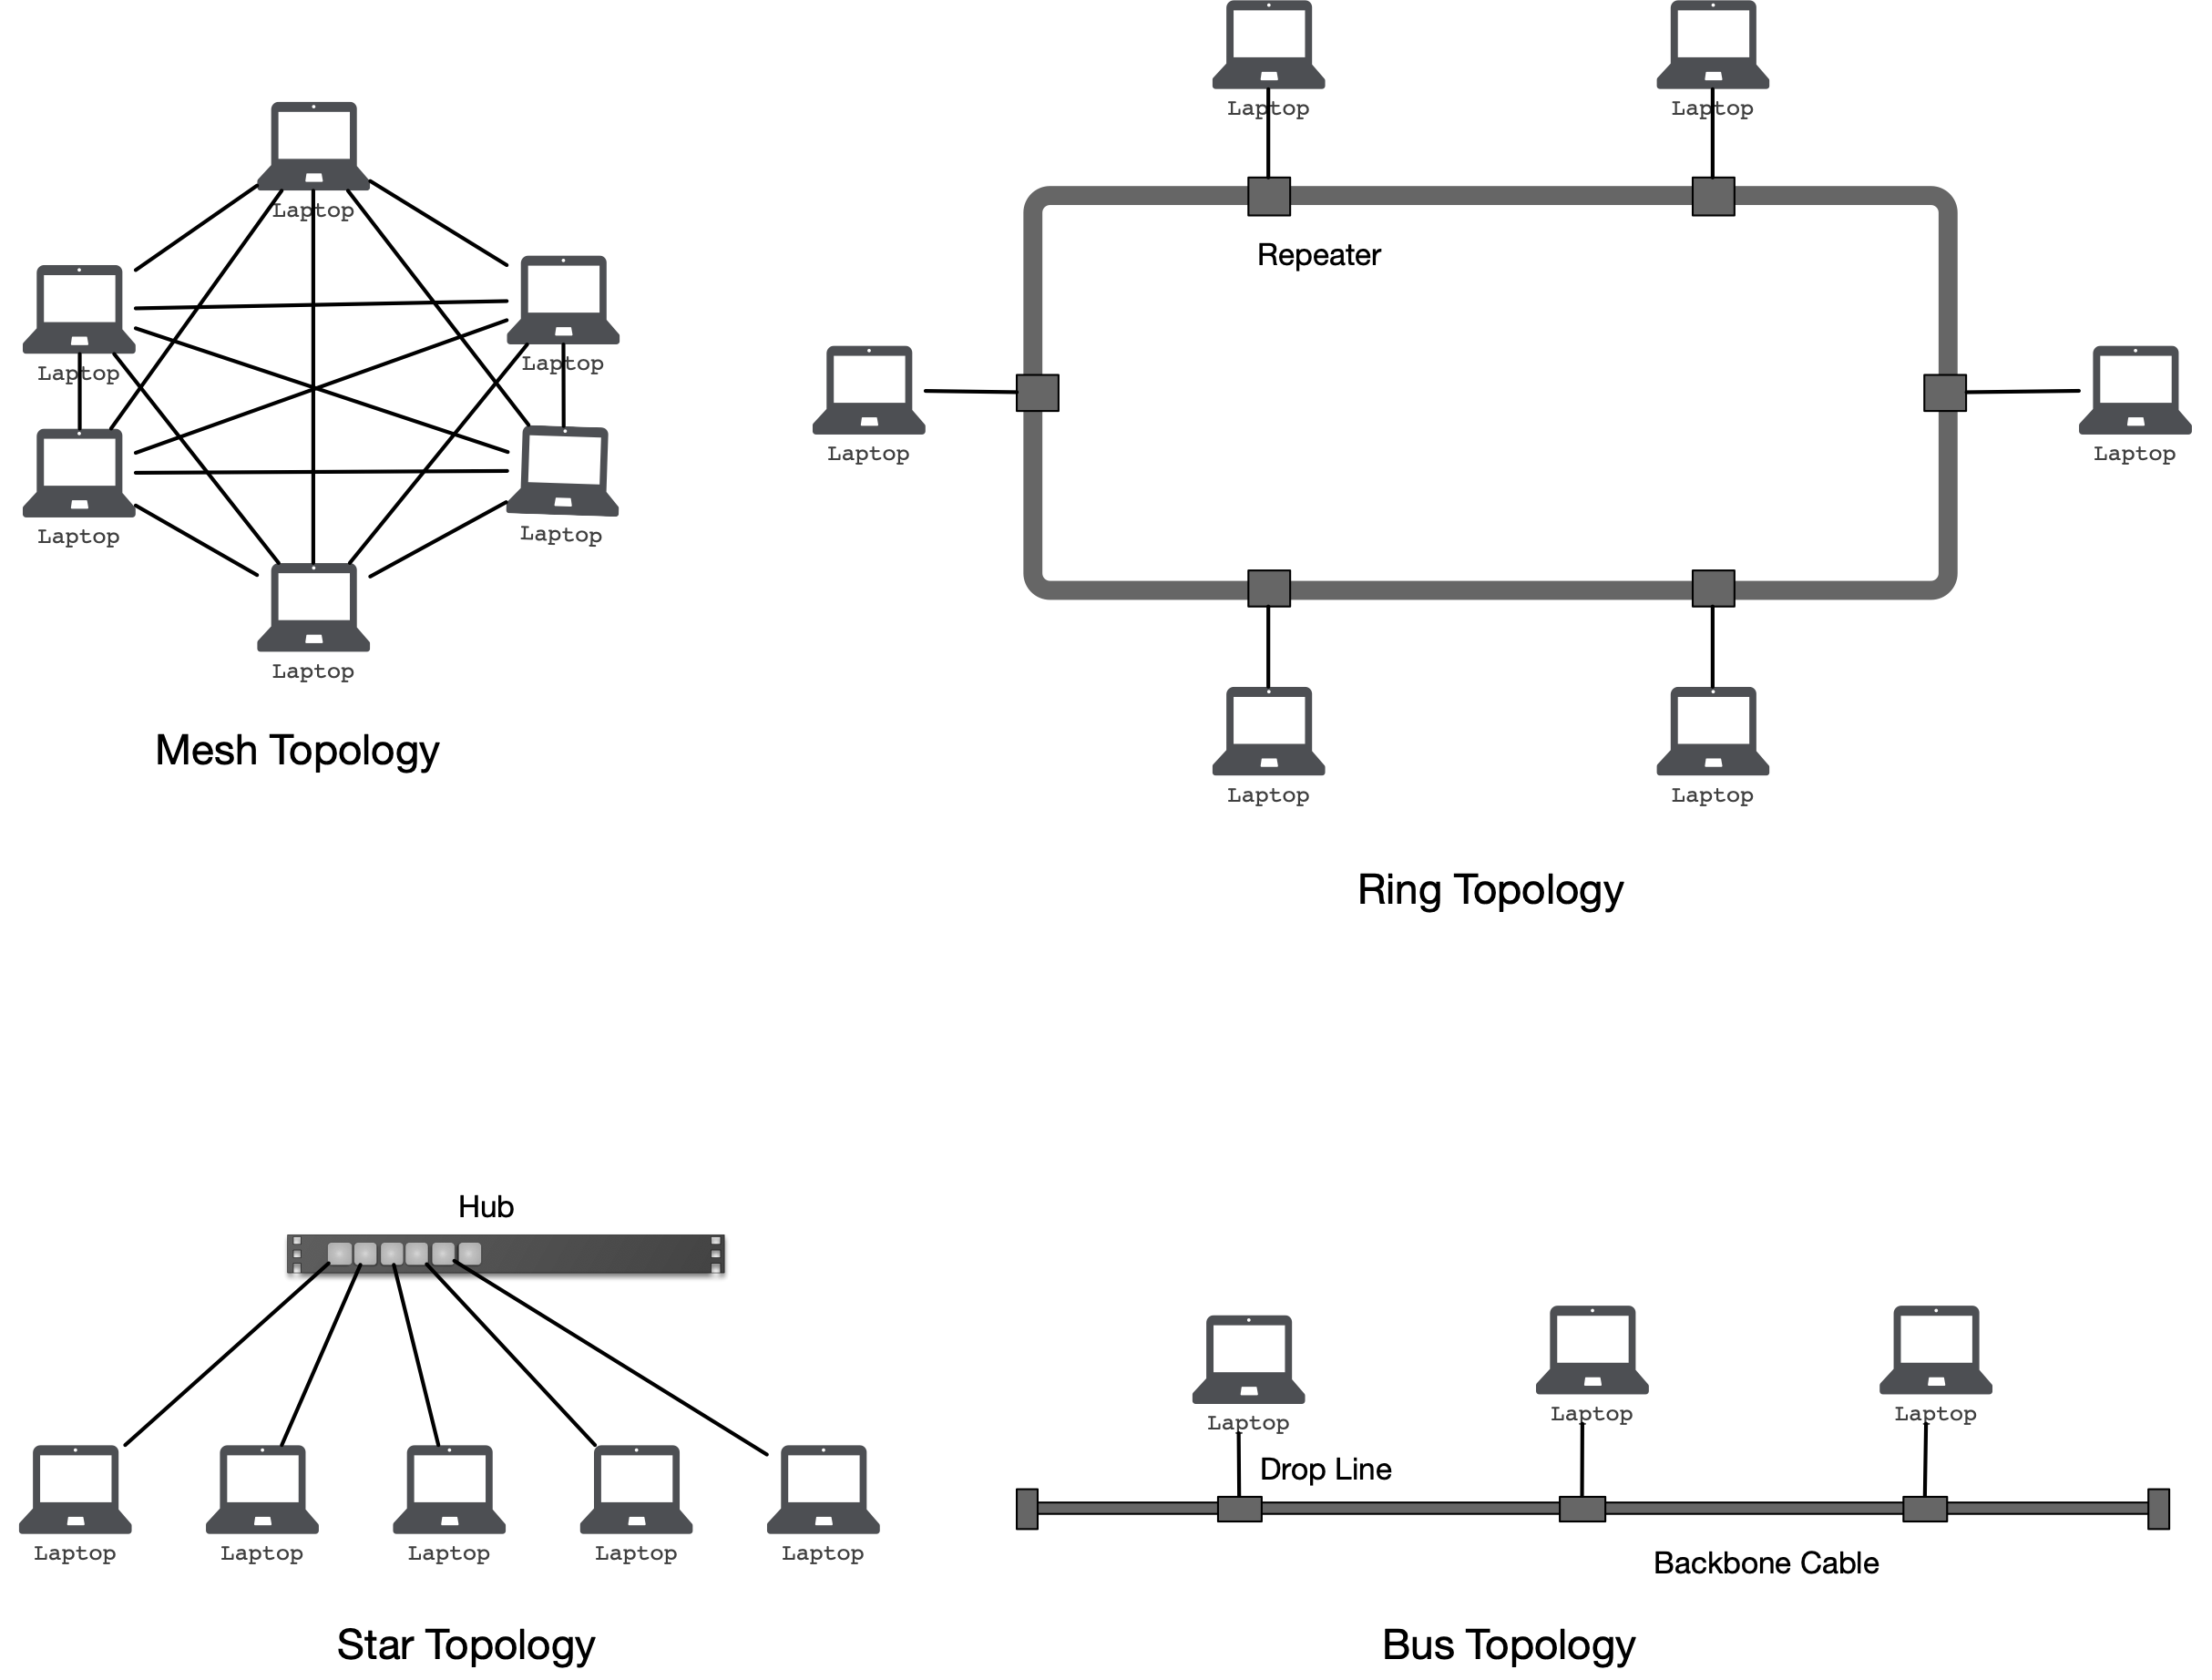 Laptop
Laptop
Laptop
Laptop
Laptop
Laptop
Mesh Topology
Laptop
Laptop
Repeater
Laptop
Laptop
Laptop
Laptop
Ring Topology
Hub
Laptop
Laptop
Laptop
Laptop
Laptop
Star Topology
Laptop
Laptop
Laptop
Drop Line
Backbone Cable
Bus Topology